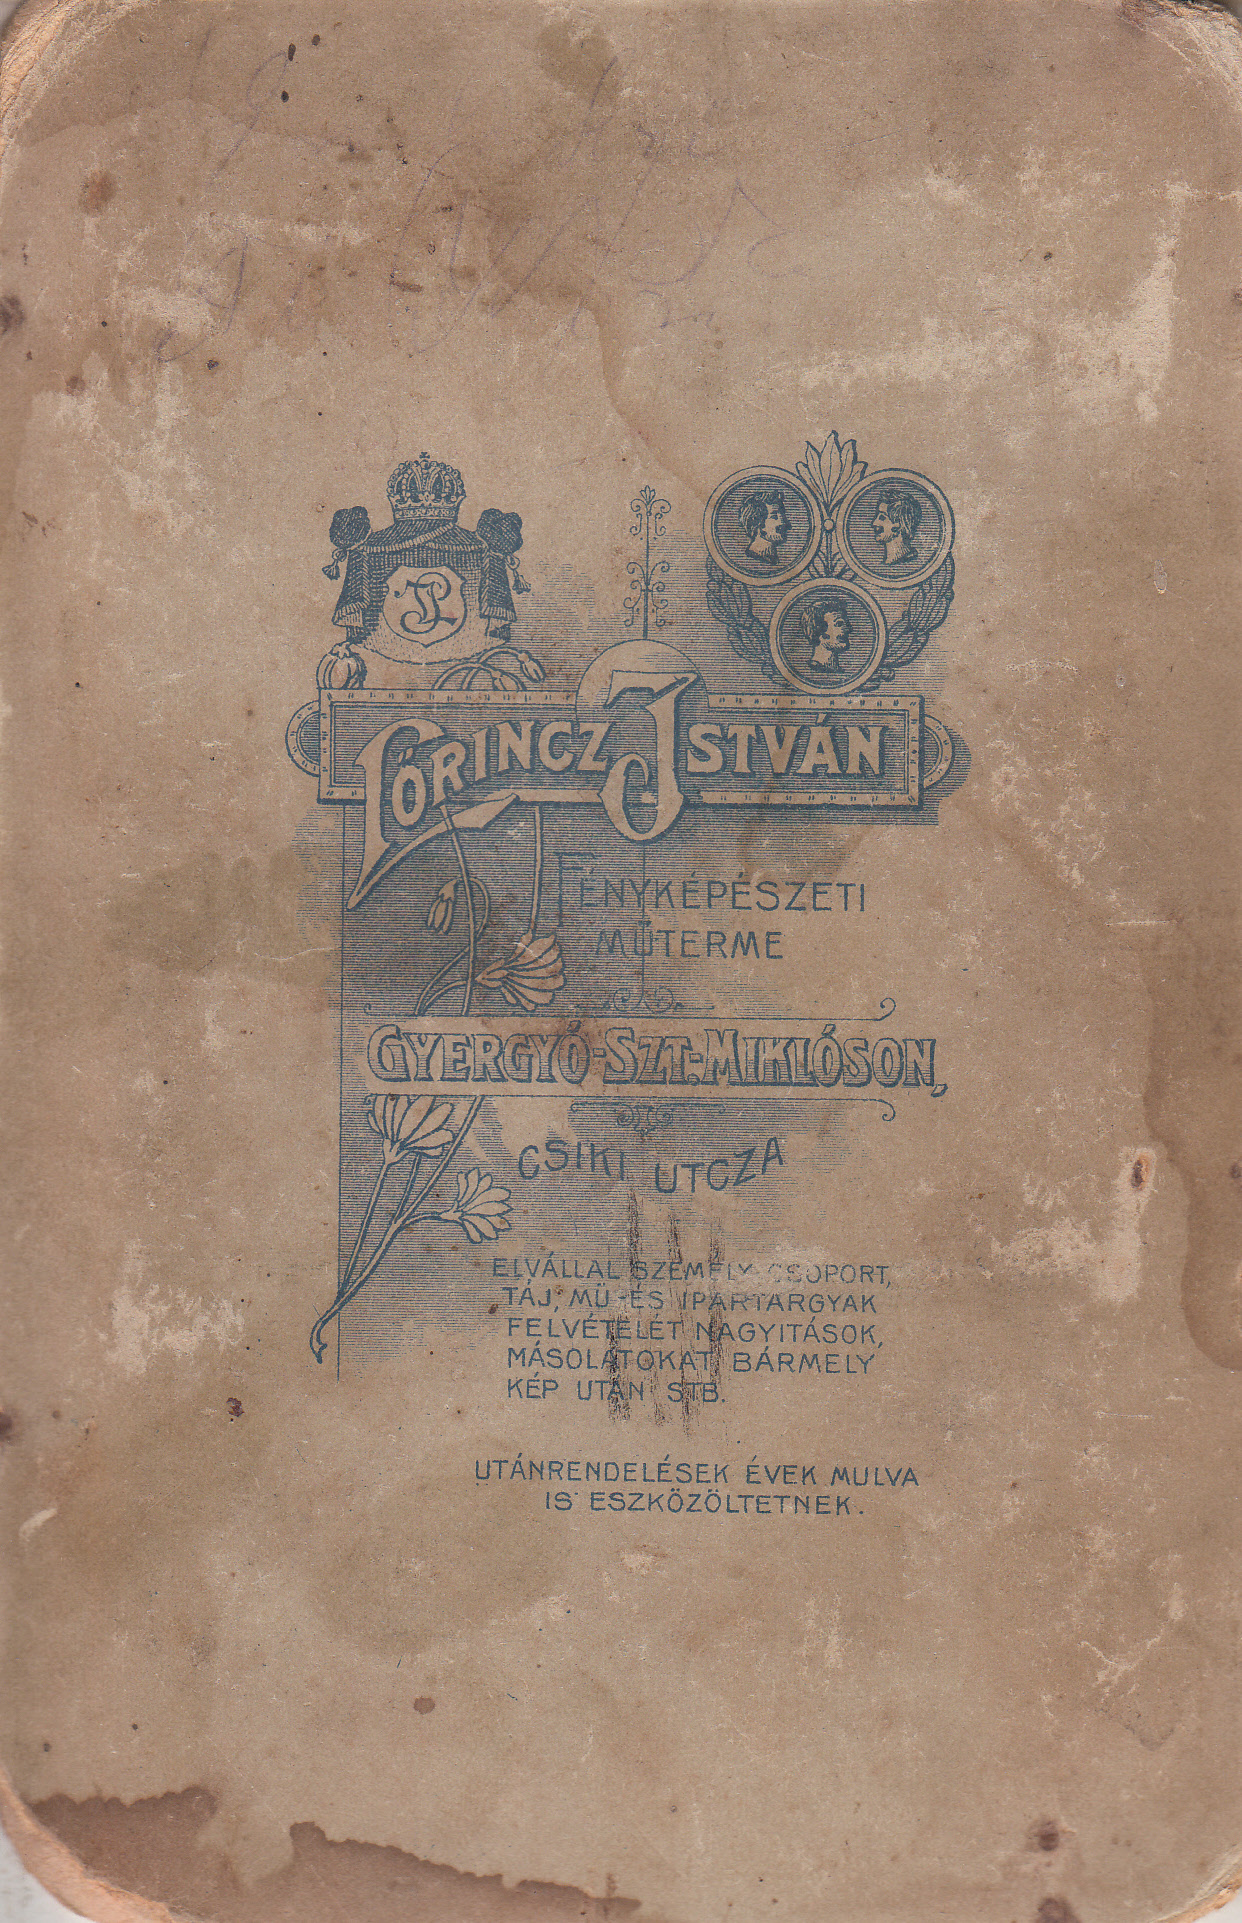 LŐRINCZ ISTVÁN
FÉNYKÉPÉSZETI
MŰTERME
GYERGYÓ-SZT.-MIKLÓSON,
CSIKI UTCZA
ELVÁLLAL SZEMÉLY CSOPORT,
TÁJ, MŰ-ÉS IPARTÁRGYAK
FELVÉTELÉT NAGYITÁSOK,
MÁSOLATOKAT BÁRMELY
KÉP UTÁN STB.
UTÁNRENDELÉSEK ÉVEK MULVA
IS ESZKÖZÖLTETNEK.